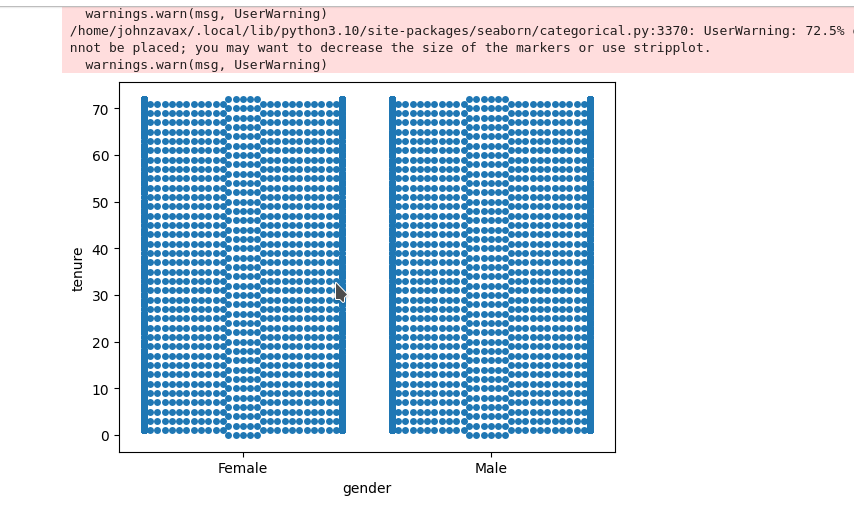 warnings.warn(msg, UserWarning)
/home/johnzavax/.local/lib/python3.10/site-packages/seaborn/categorical.py:3370: UserWarning: 72.5%
nnot be placed; you may want to decrease the size of the markers or use stripplot.
warnings.warn(msg, UserWarning)
70
60
50
40
30
20
10
0
tenure
Female Male
gender